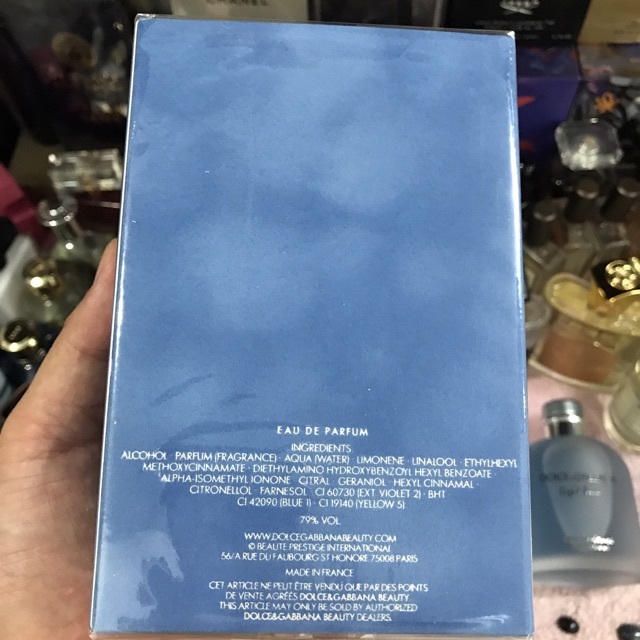 CHANEL
EAU DE PARFUM
INGREDIENTS:
ALCOHOL · PARFUM (FRAGRANCE) · AQUA (WATER) · LIMONENE · LINALOOL · ETHYLHEXYL
METHOXYCINNAMATE · DIETHYLAMINO HYDROXYBENZOYL HEXYL BENZOATE ·
ALPHA-ISOMETHYL IONONE · CITRAL · GERANIOL · HEXYL CINNAMAL ·
CITRONELLOL · FARNESOL · CI 60730 (EXT VIOLET 2) · BHT ·
CI 42090 (BLUE 1) · CI 19140 (YELLOW 5)
79% VOL
WWW.DOLCEGABBANABEAUTY.COM
© BEAUTE PRESTIGE INTERNATIONAL
56/A RUE DU FAUBOURG ST HONORE 75008 PARIS
MADE IN FRANCE
CET ARTICLE NE PEUT ÊTRE VENDU QUE PAR DES POINTS
DE VENTE AGRÉÉS DOLCE&GABBANA BEAUTY
THIS ARTICLE MAY ONLY BE SOLD BY AUTHORIZED
DOLCE&GABBANA BEAUTY DEALERS.